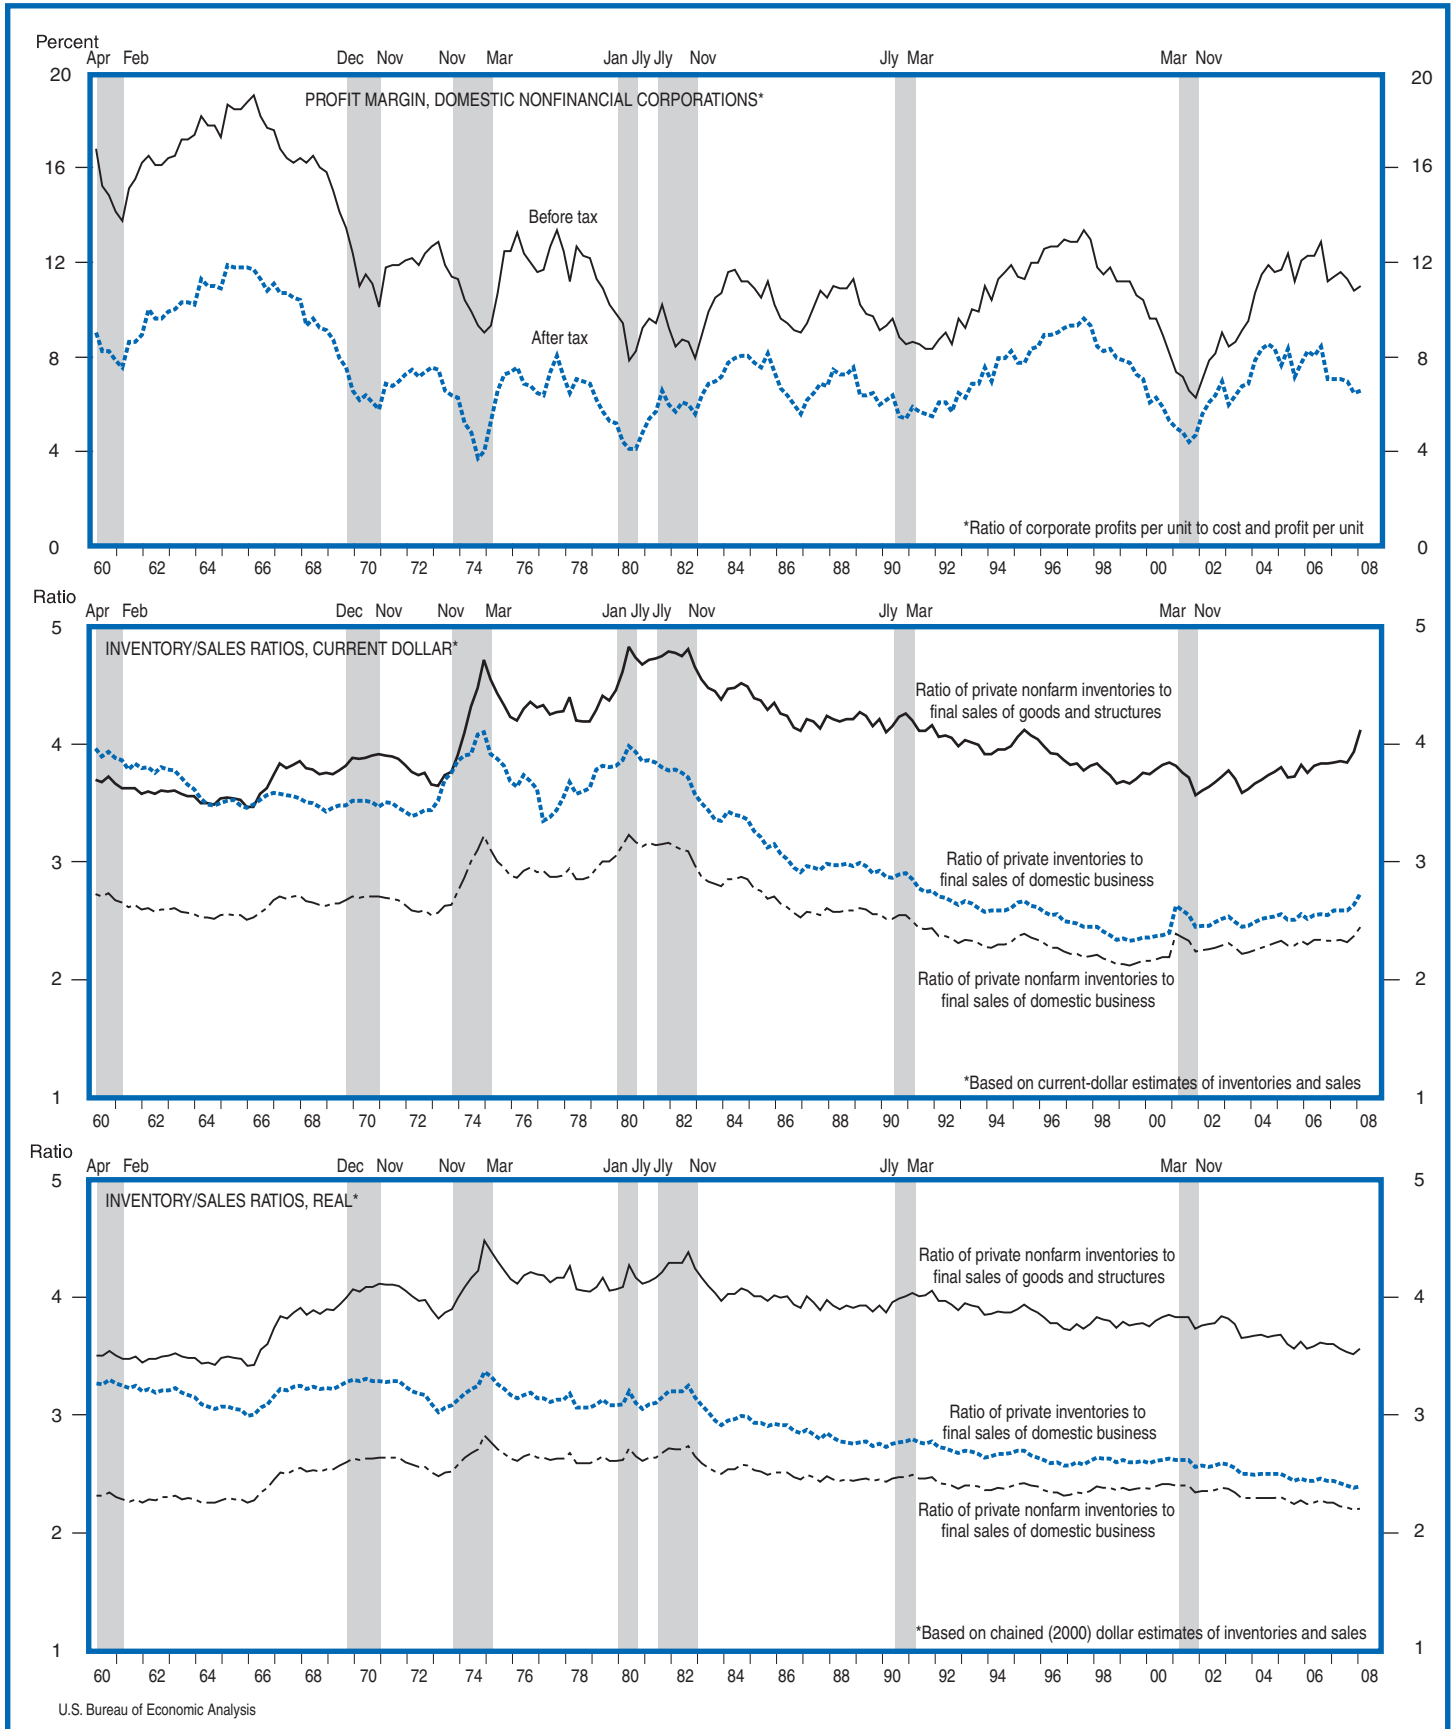 Percent
Apr Feb Dec Nov Nov Mar Jan Jly Jly Nov Jly Mar Mar Nov
20 20
PROFIT MARGIN, DOMESTIC NONFINANCIAL CORPORATIONS*
16 16
Before tax
12 12
After tax
8 8
4 4
*Ratio of corporate profits per unit to cost and profit per unit
0 0
60 62 64 66 68 70 72 74 76 78 80 82 84 86 88 90 92 94 96 98 00 02 04 06 08
Ratio
Apr Feb Dec Nov Nov Mar Jan Jly Jly Nov Jly Mar Mar Nov
5 5
INVENTORY/SALES RATIOS, CURRENT DOLLAR*
Ratio of private nonfarm inventories to
final sales of goods and structures
4 4
Ratio of private inventories to
3 3
final sales of domestic business
2 2
Ratio of private nonfarm inventories to
final sales of domestic business
*Based on current-dollar estimates of inventories and sales
1 1
60 62 64 66 68 70 72 74 76 78 80 82 84 86 88 90 92 94 96 98 00 02 04 06 08
Ratio
Apr Feb Dec Nov Nov Mar Jan Jly Jly Nov Jly Mar Mar Nov
5 5
INVENTORY/SALES RATIOS, REAL*
Ratio of private nonfarm inventories to
final sales of goods and structures
4 4
Ratio of private inventories to
3 3
final sales of domestic business
Ratio of private nonfarm inventories to
final sales of domestic business
2 2
*Based on chained (2000) dollar estimates of inventories and sales
1 1
60 62 64 66 68 70 72 74 76 78 80 82 84 86 88 90 92 94 96 98 00 02 04 06 08
U.S. Bureau of Economic Analysis